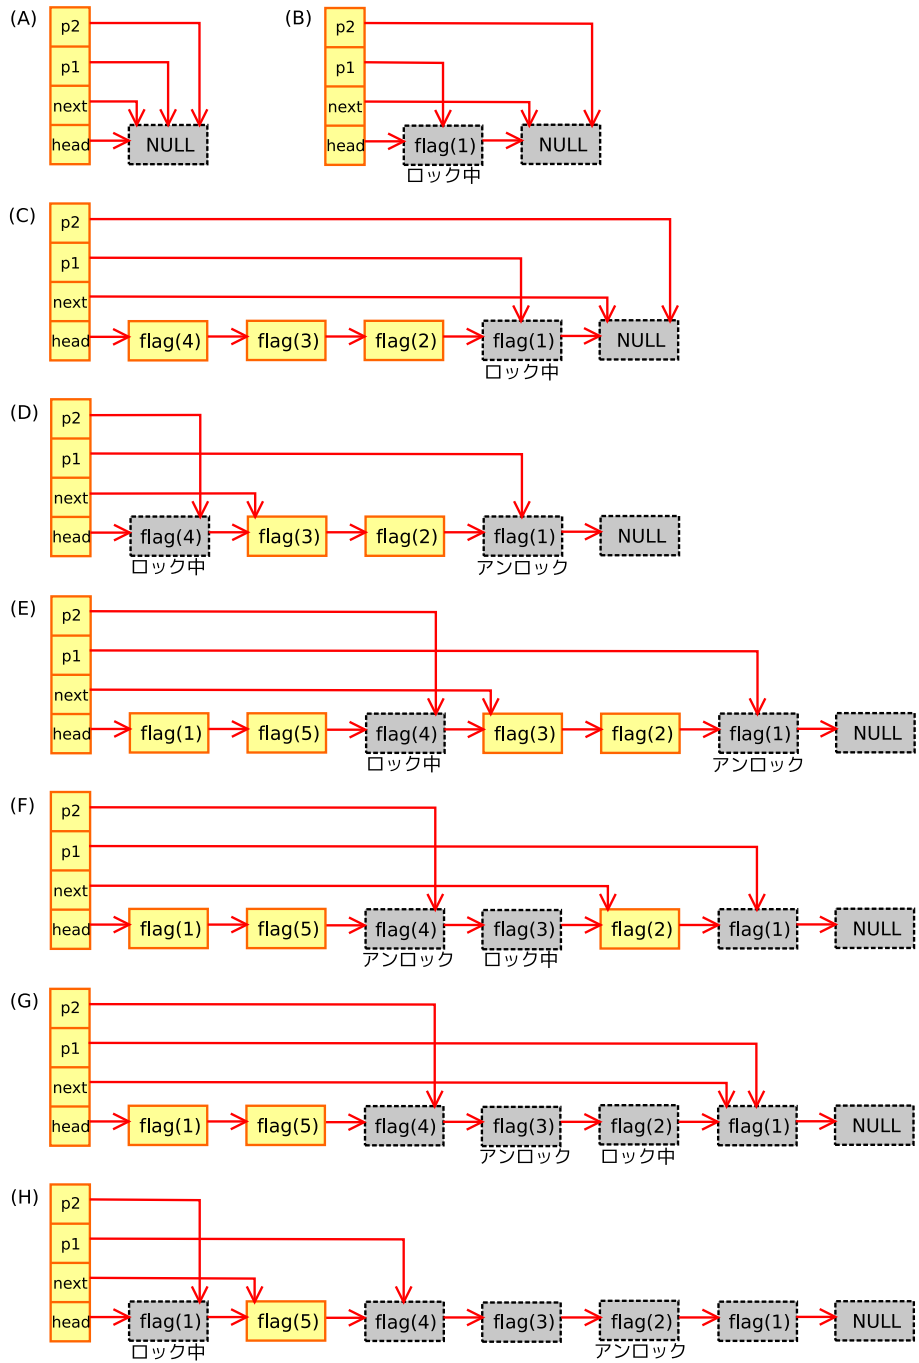 (A)
p2
p1
next
head
NULL
(B)
p2
p1
next
head
flag(1)
NULL
ロック中
(C)
p2
p1
next
head
flag(4)
flag(3)
flag(2)
flag(1)
NULL
ロック中
(D)
p2
p1
next
head
flag(4)
flag(3)
flag(2)
flag(1)
NULL
ロック中
アンロック
(E)
p2
p1
next
head
flag(1)
flag(5)
flag(4)
flag(3)
flag(2)
flag(1)
NULL
ロック中
アンロック
(F)
p2
p1
next
head
flag(1)
flag(5)
flag(4)
flag(3)
flag(2)
flag(1)
NULL
アンロック
ロック中
(G)
p2
p1
next
head
flag(1)
flag(5)
flag(4)
flag(3)
flag(2)
flag(1)
NULL
アンロック
ロック中
(H)
p2
p1
next
head
flag(1)
flag(5)
flag(4)
flag(3)
flag(2)
flag(1)
NULL
ロック中
アンロック